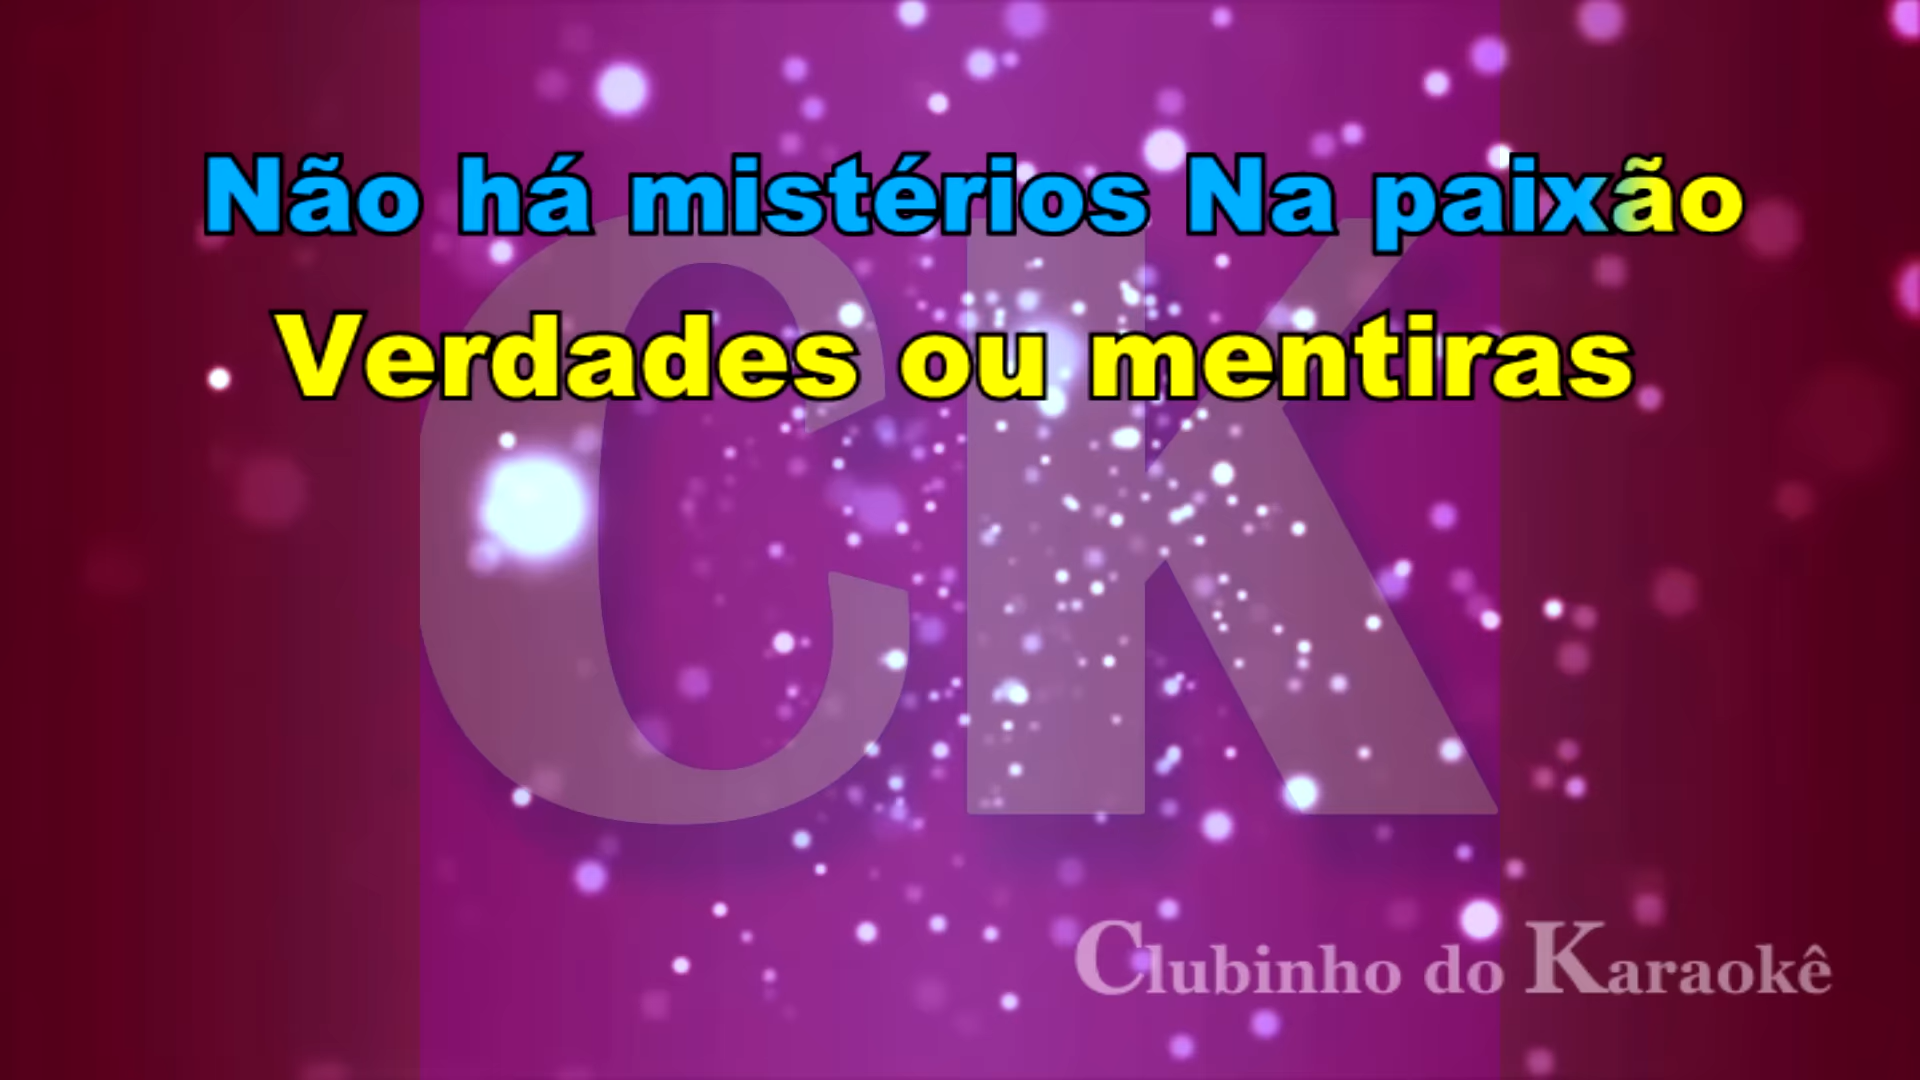 Não há mistérios Na paixão
Verdades ou mentiras
CK
Clubinho do Karaokê